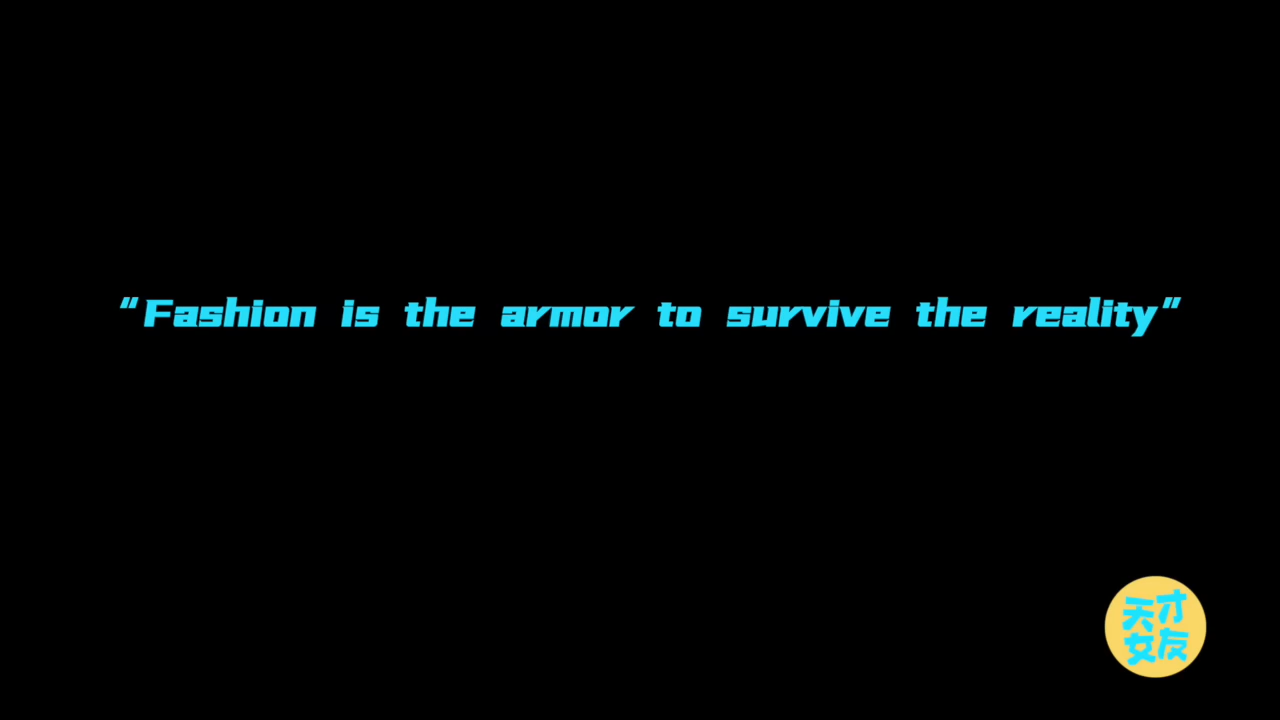 “Fashion is the armor to survive the reality”
天才
女友